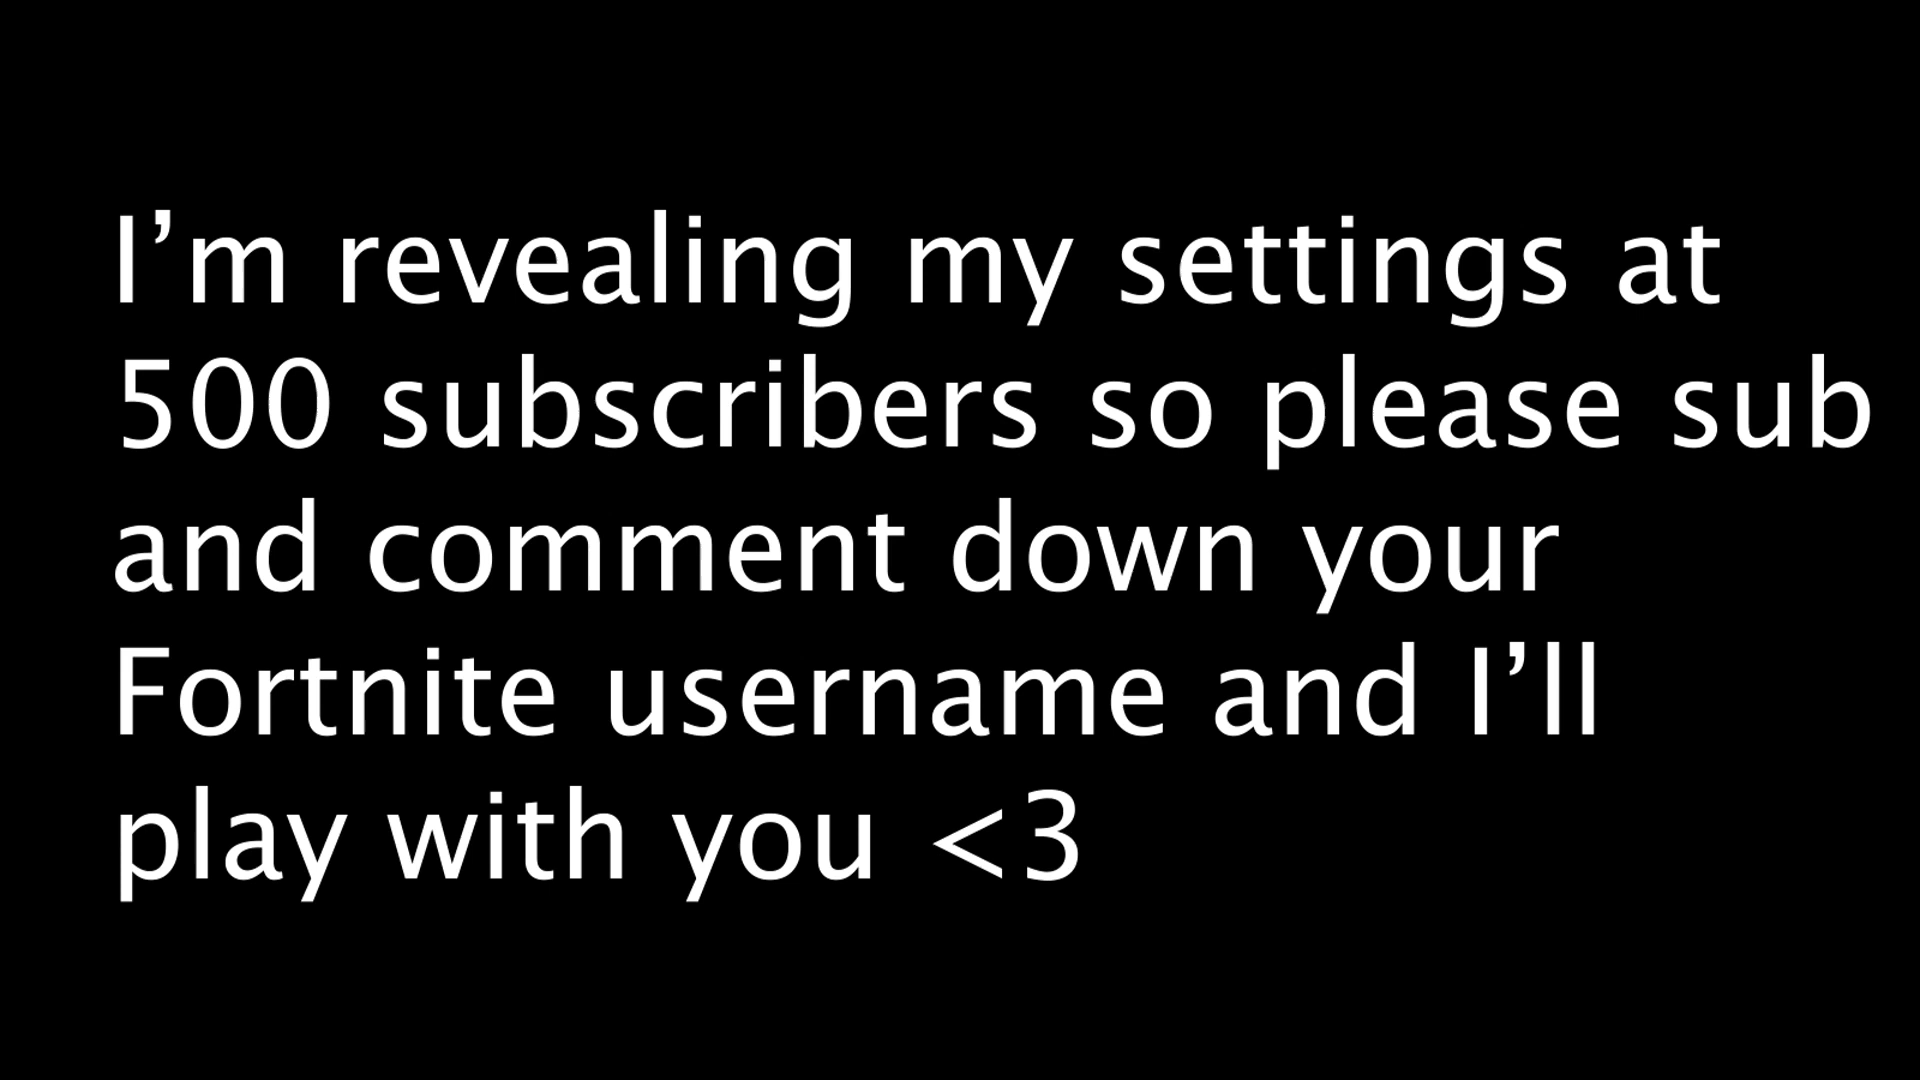 I’m revealing my settings at
500 subscribers so please sub
and comment down your
Fortnite username and I’ll
play with you <3